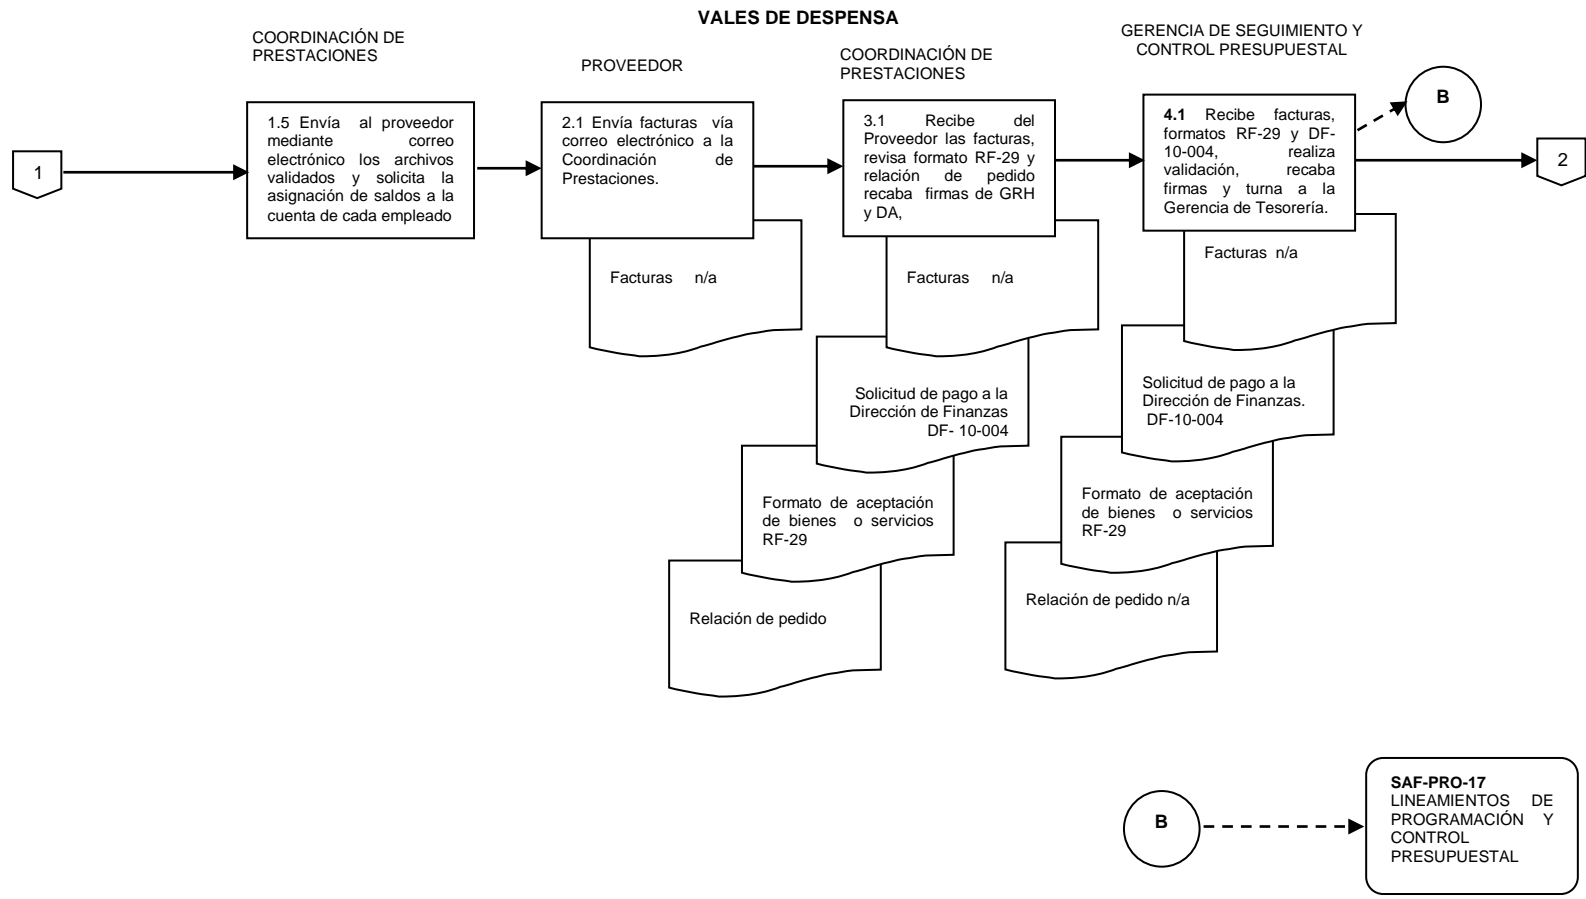 VALES DE DESPENSA
COORDINACIÓN DE
PRESTACIONES
PROVEEDOR
COORDINACIÓN DE
PRESTACIONES
GERENCIA DE SEGUIMIENTO Y
CONTROL PRESUPUESTAL
1
1.5 Envía al proveedor
mediante correo
electrónico los archivos
validados y solicita la
asignación de saldos a la
cuenta de cada empleado
2.1 Envía facturas vía
correo electrónico a la
Coordinación de
Prestaciones.
Facturas n/a
3.1 Recibe del
Proveedor las facturas,
revisa formato RF-29 y
relación de pedido
recaba firmas de GRH
y DA,
Facturas n/a
Solicitud de pago a la
Dirección de Finanzas
DF- 10-004
Formato de aceptación
de bienes o servicios
RF-29
Relación de pedido
4.1 Recibe facturas,
formatos RF-29 y DF-
10-004, realiza
validación, recaba
firmas y turna a la
Gerencia de Tesorería.
Facturas n/a
Solicitud de pago a la
Dirección de Finanzas.
DF-10-004
Formato de aceptación
de bienes o servicios
RF-29
Relación de pedido n/a
B
2
B
SAF-PRO-17
LINEAMIENTOS DE
PROGRAMACIÓN Y
CONTROL
PRESUPUESTAL